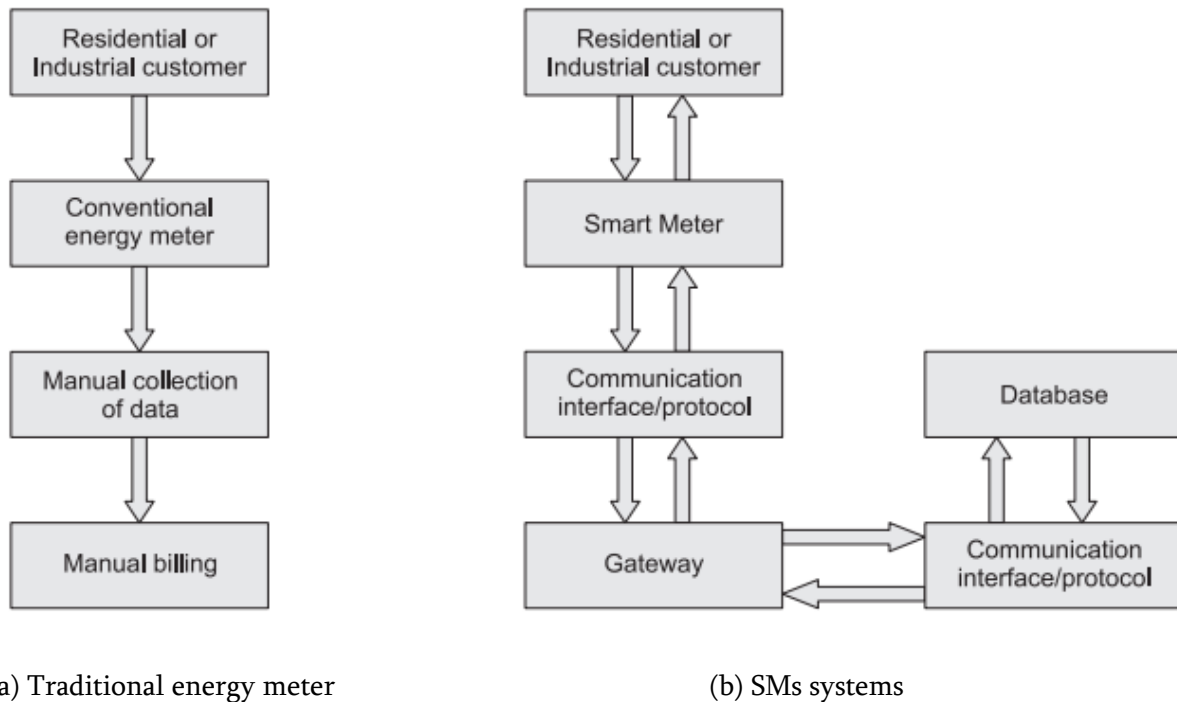 Residential or
Industrial customer
Conventional
energy meter
Manual collection
of data
Manual billing
a) Traditional energy meter
Residential or
Industrial customer
Smart Meter
Communication
interface/protocol
Gateway
Database
Communication
interface/protocol
(b) SMs systems